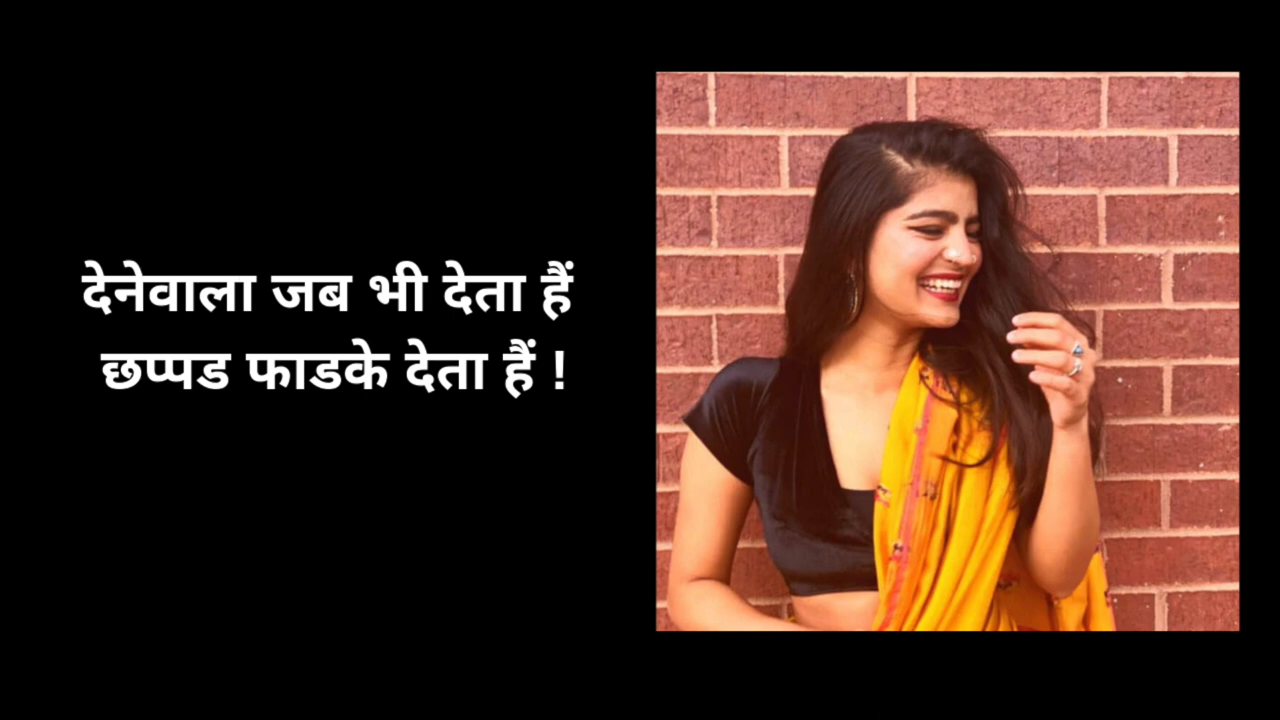 देनेवाला जब भी देता हैं
छप्पड फाडके देता हैं !